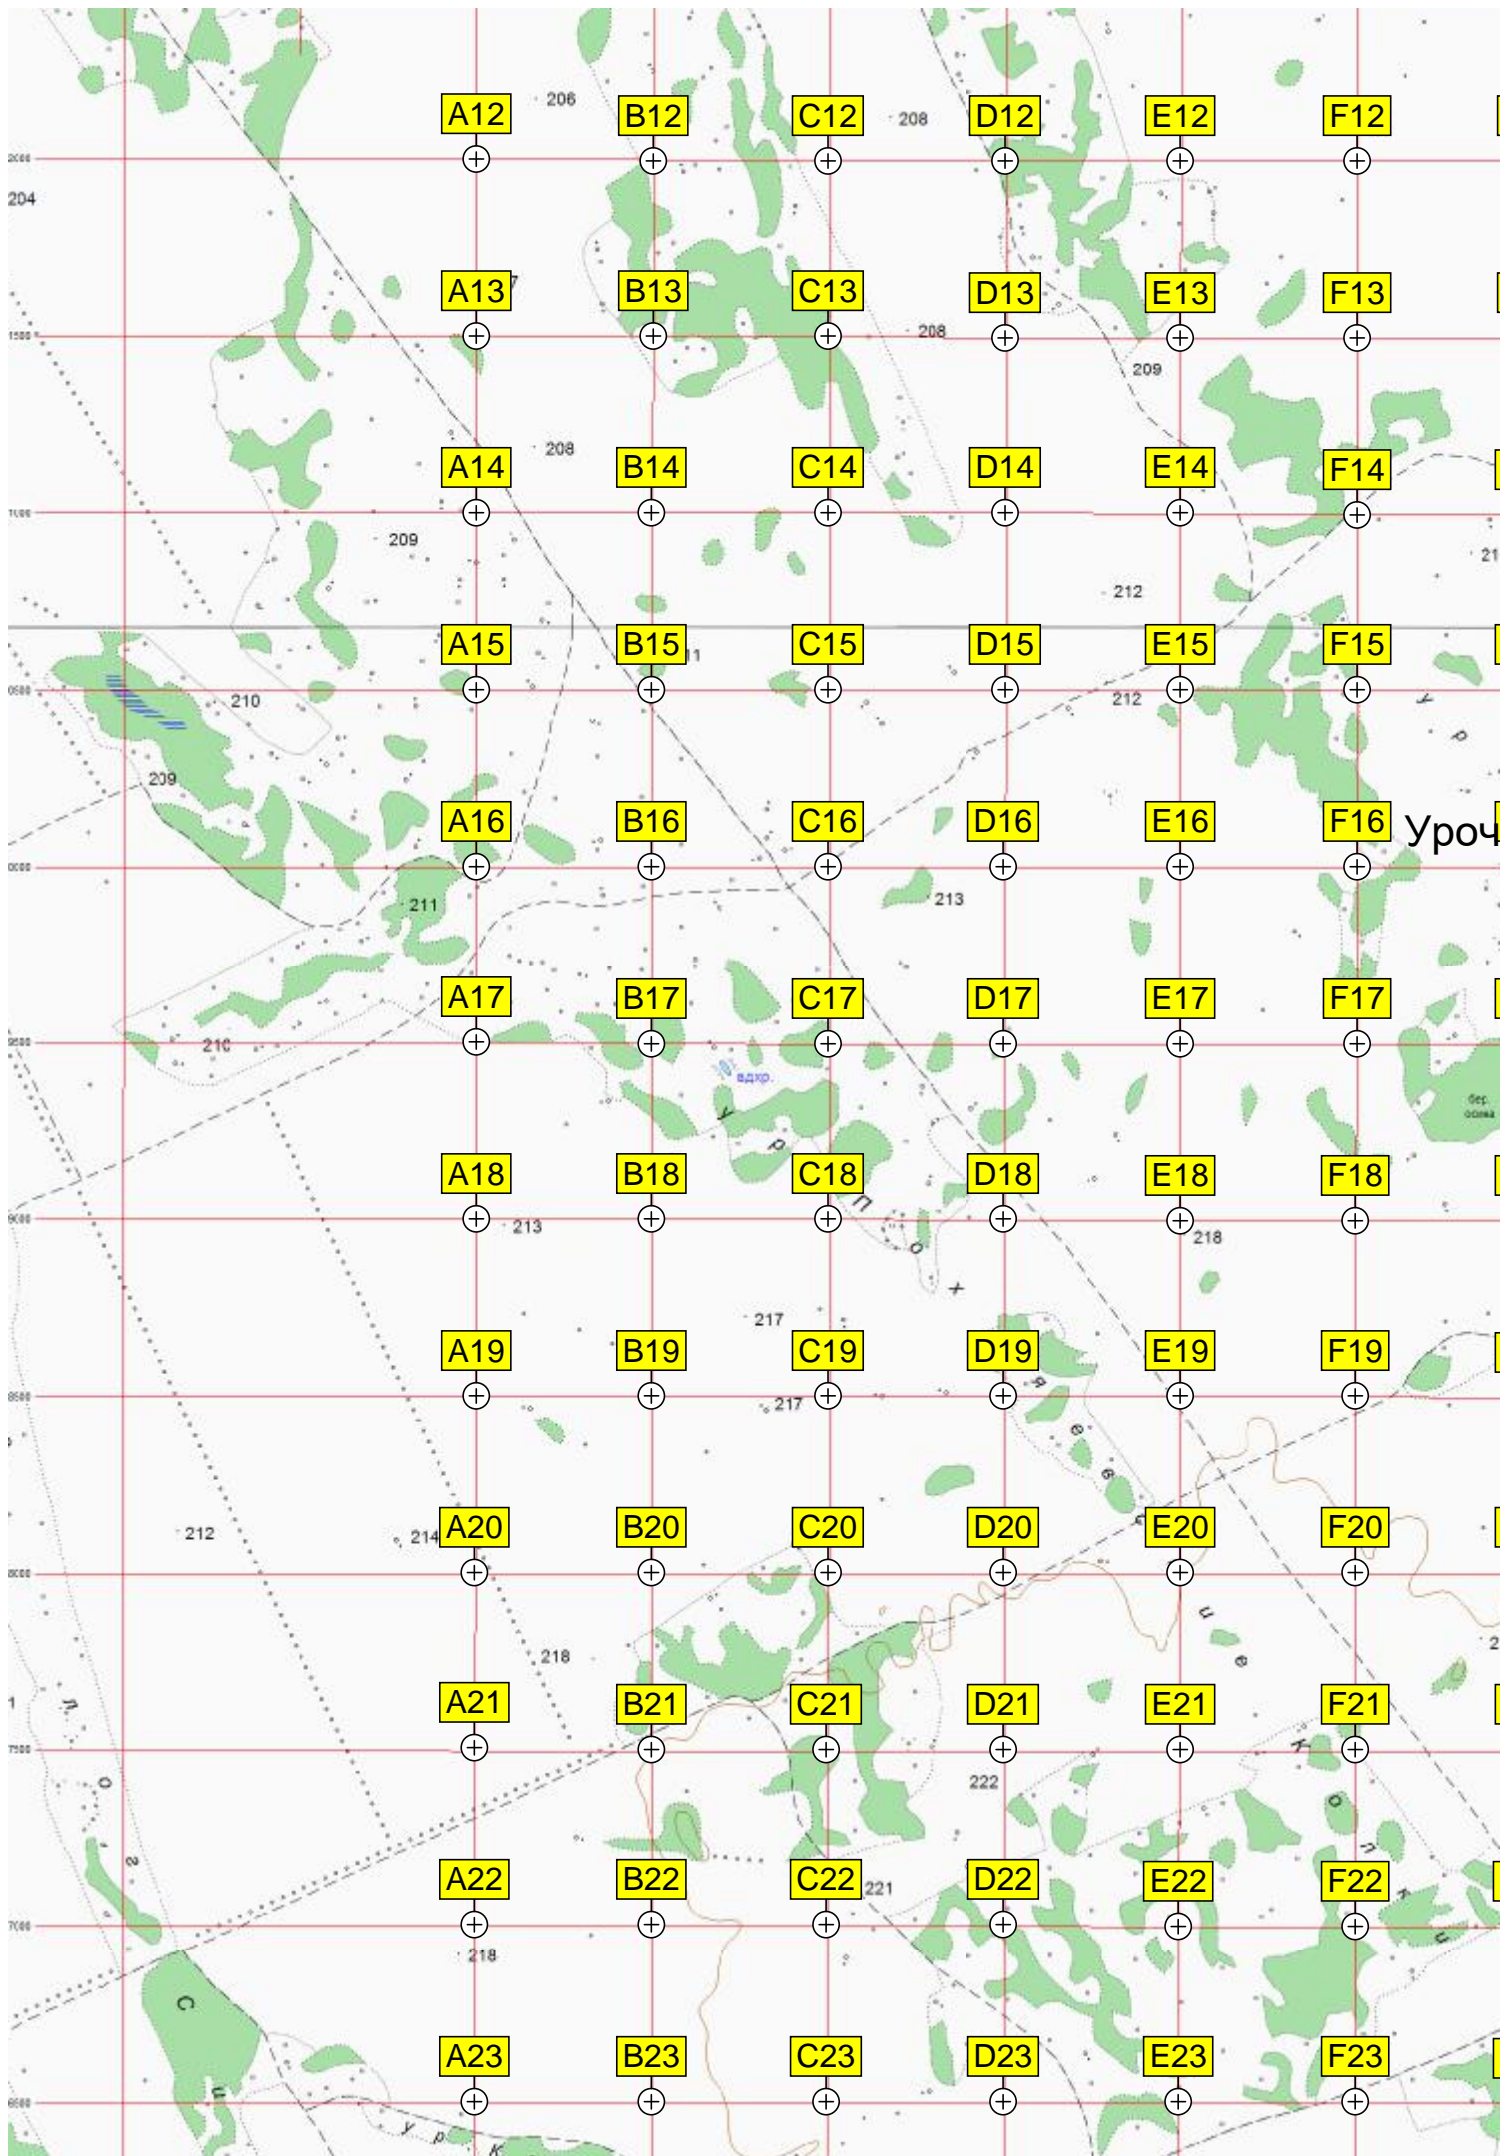 A12 B12 C12 D12 E12 F12
206
208
204
A13 B13 C13 D13 E13 F13
208
209
208
A14 B14 C14 D14 E14 F14
209
212
A15 B15 C15 D15 E15 F15
210
212
у р
209
A16 B16 C16 D16 E16 F16
Уроч
211
213
A17 B17 C17 D17 E17 F17
210
вдхр.
бер.
осина
у р
A18 B18 C18 D18 E18 F18
П о х
213
218
217
A19 B19 C19 D19 E19 F19
217
я е в с
212
214
A20 B20 C20 D20 E20 F20
и е
218
A21 B21 C21 D21 E21 F21
К о л к и
222
A22 B22 C22 D22 E22 F22
221
218
A23 B23 C23 D23 E23 F23
у р. К